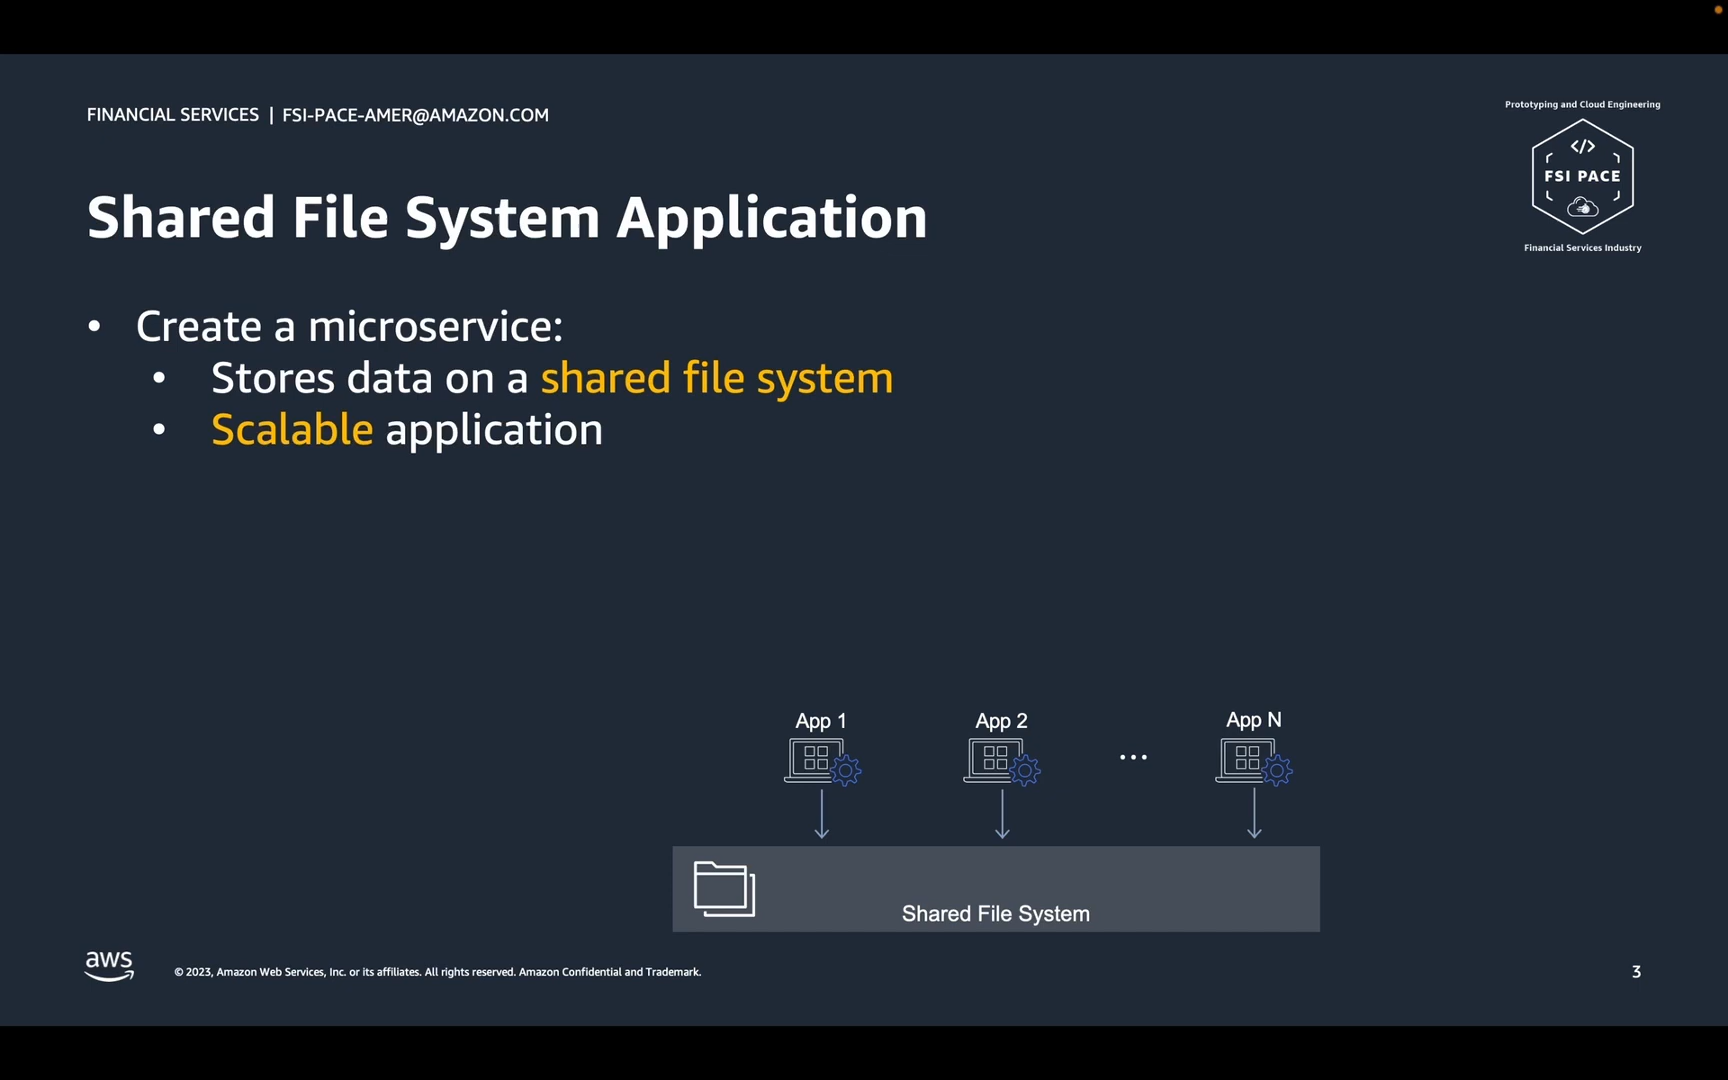 FINANCIAL SERVICES | FSI-PACE-AMER@AMAZON.COM
Prototyping and Cloud Engineering
</>
FSI PACE
Financial Services Industry
Shared File System Application
• Create a microservice:
• Stores data on a shared file system
• Scalable application
App 1
App 2
...
App N
Shared File System
aws
© 2023, Amazon Web Services, Inc. or its affiliates. All rights reserved. Amazon Confidential and Trademark.
3